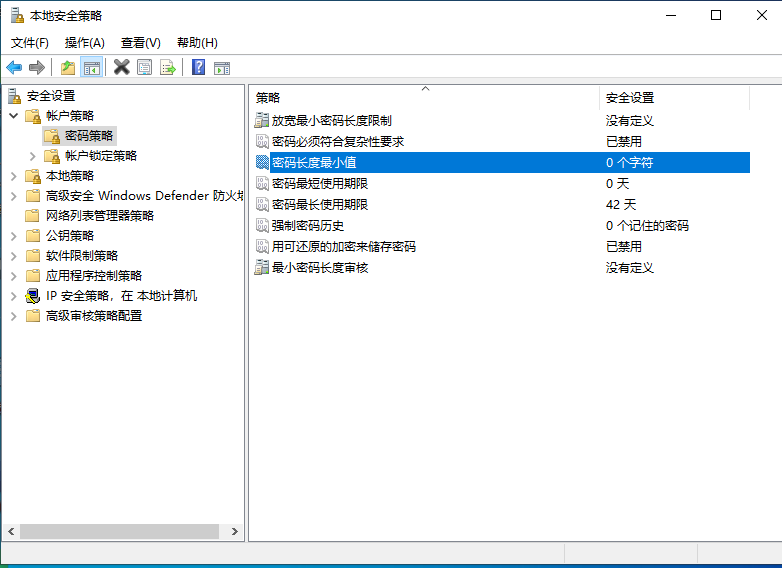 本地安全策略
文件(F) 操作(A) 查看(V) 帮助(H)
安全设置
帐户策略
密码策略
帐户锁定策略
本地策略
高级安全 Windows Defender 防火墙
网络列表管理器策略
公钥策略
软件限制策略
应用程序控制策略
IP 安全策略，在 本地计算机
高级审核策略配置
策略 安全设置
放宽最小密码长度限制 没有定义
密码必须符合复杂性要求 已禁用
密码长度最小值 0 个字符
密码最短使用期限 0 天
密码最长使用期限 42 天
强制密码历史 0 个记住的密码
用可还原的加密来储存密码 已禁用
最小密码长度审核 没有定义